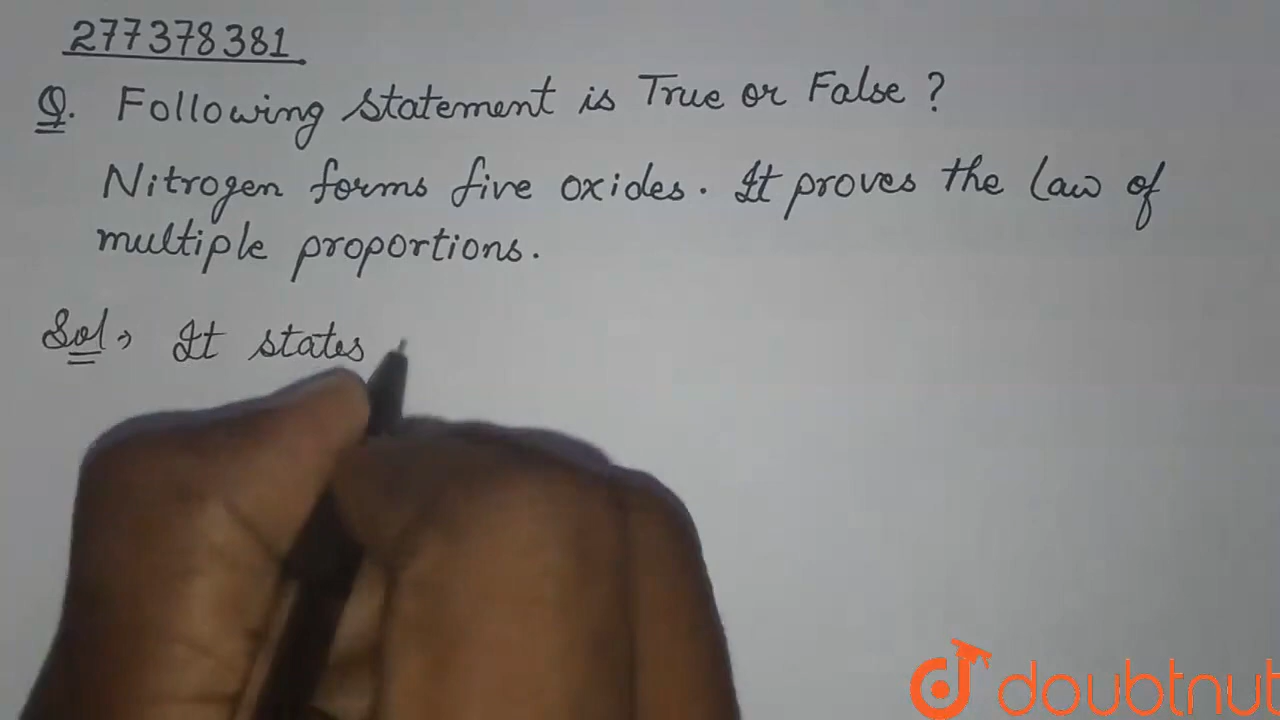 277378381
Q. Following statement is True or False ?
Nitrogen forms five oxides. It proves the law of
multiple proportions.
Sol → It states
doubtnut